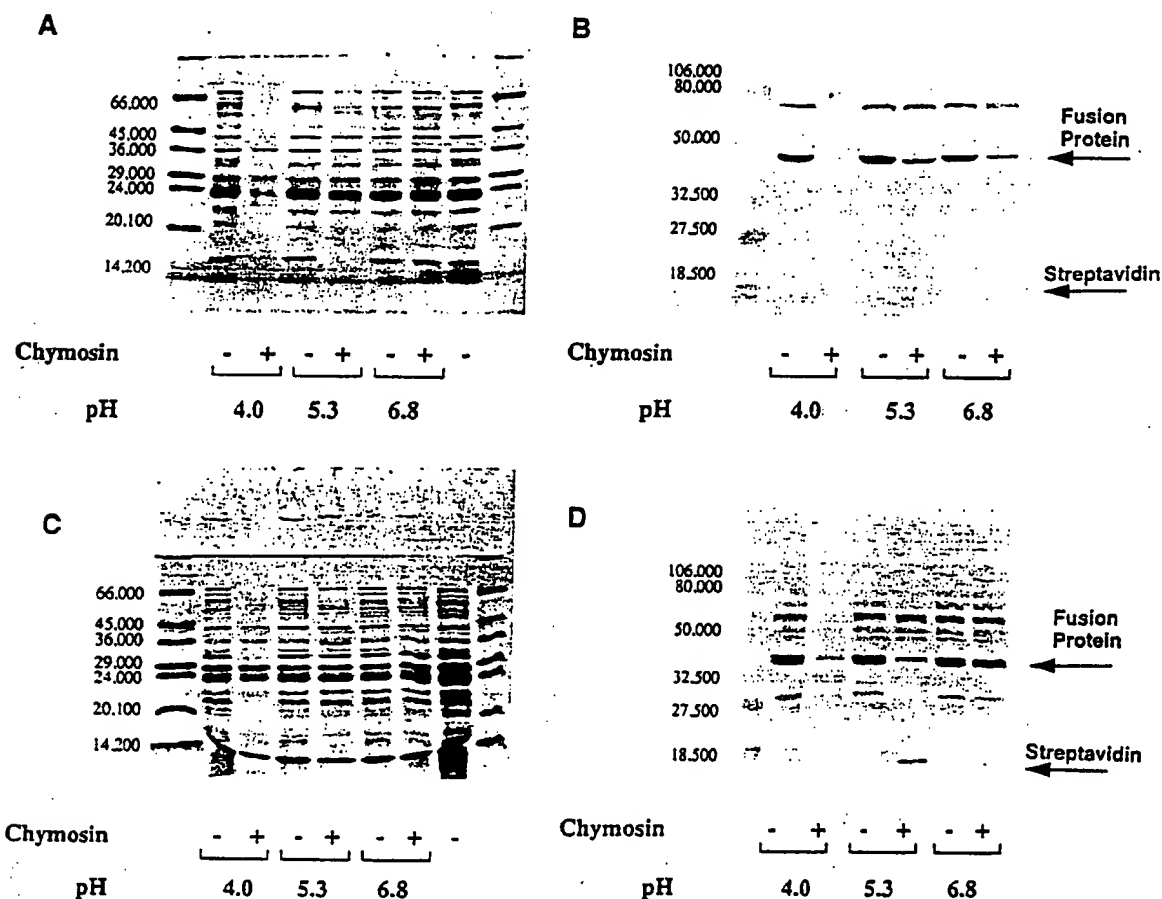 A
66.000
45.000
36.000
29.000
24.000
20.100
14.200
Chymosin - + - + - + -
pH 4.0 5.3 6.8
B
106.000
80.000
50.000
32.500
27.500
18.500
Fusion
Protein
Streptavidin
Chymosin - + - + - +
pH 4.0 5.3 6.8
C
66.000
45.000
36.000
29.000
24.000
20.100
14.200
Chymosin - + - + - + -
pH 4.0 5.3 6.8
D
106.000
80.000
50.000
32.500
27.500
18.500
Fusion
Protein
Streptavidin
Chymosin - + - + - +
pH 4.0 5.3 6.8